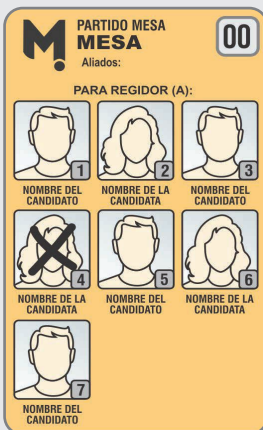 PARTIDO MESA
MESA
Aliados:
00
PARA REGIDOR (A):
1
2
3
NOMBRE DEL
CANDIDATO
NOMBRE DE LA
CANDIDATA
NOMBRE DEL
CANDIDATO
4
5
6
NOMBRE DE LA
CANDIDATA
NOMBRE DEL
CANDIDATO
NOMBRE DE LA
CANDIDATA
7
NOMBRE DEL
CANDIDATO